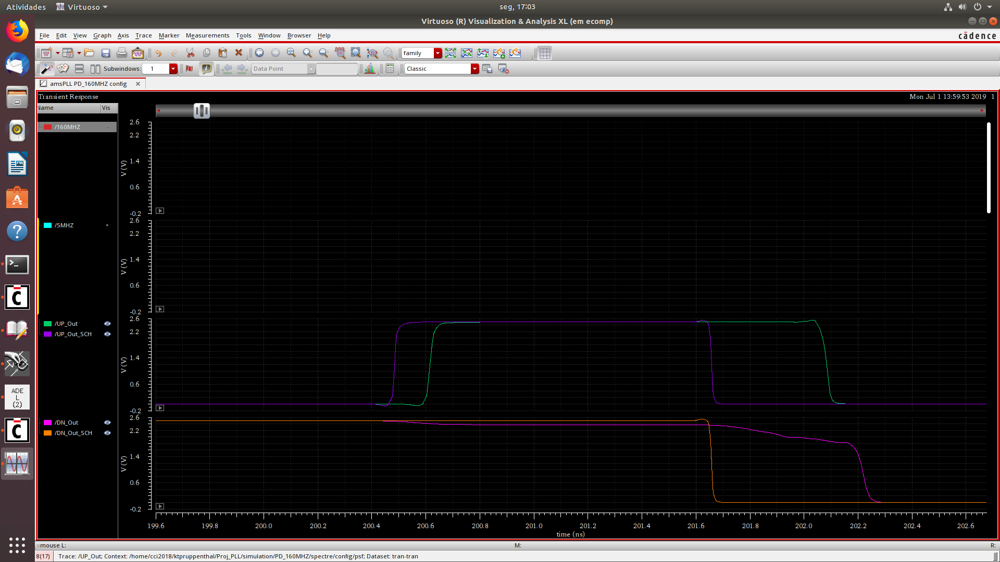 Atividades Virtuoso seg, 17:03
Virtuoso (R) Visualization & Analysis XL (em ecomp)
File Edit View Graph Axis Trace Marker Measurements Tools Window Browser Help cādence
family
Subwindows: 1 Data Point Classic
amsPLL PD_160MHZ config
Transient Response Mon Jul 1 13:59:53 2019 1
Name Vis
/160MHZ
2.6
2.2
1.4
0.6
-0.2
V (V)
/5MHZ
2.6
2.2
1.4
0.6
-0.2
V (V)
/UP_Out
/UP_Out_SCH
2.6
2.2
1.4
0.6
-0.2
V (V)
/DN_Out
/DN_Out_SCH
2.6
2.2
1.4
0.6
-0.2
V (V)
199.6 199.8 200.0 200.2 200.4 200.6 200.8 201.0 201.2 201.4 201.6 201.8 202.0 202.2 202.4 202.6
time (ns)
ADE
L
(2)
mouse L: M: R:
8(17) Trace: /UP_Out; Context: /home/cci2018/ktpruppenthal/Proj_PLL/simulation/PD_160MHZ/spectre/config/psf; Dataset: tran-tran